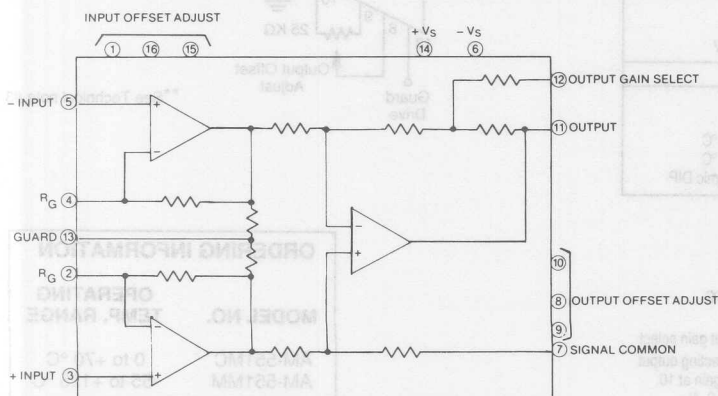 INPUT OFFSET ADJUST
1 16 15
+ VS
14
− VS
6
12 OUTPUT GAIN SELECT
− INPUT 5
11 OUTPUT
RG 4
GUARD 13
RG 2
10
8 OUTPUT OFFSET ADJUST
9
7 SIGNAL COMMON
+ INPUT 3
+
−
−
+
−
+
25 KΩ
Output Offset
Adjust
Guard
Drive
ORDERING INFORMATION
OPERATING
MODEL NO. TEMP. RANGE
AM-551MC 0 to +70 °C
AM-551MM